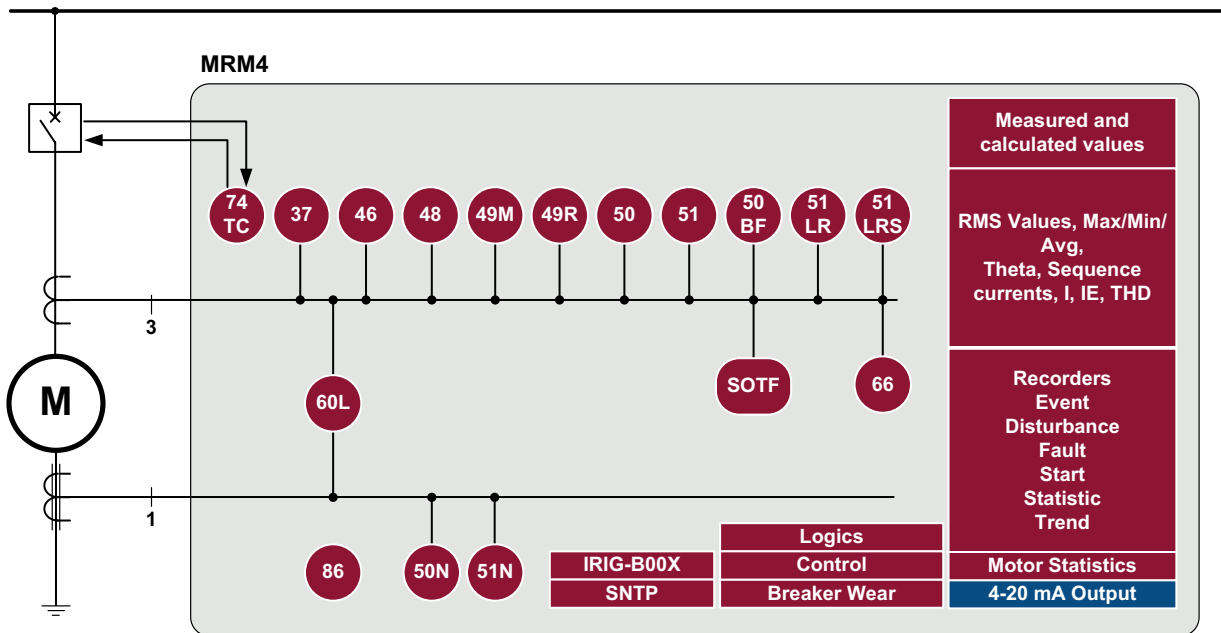 MRM4
Measured and
calculated values
74
TC
37
46
48
49M
49R
50
51
50
BF
51
LR
51
LRS
RMS Values, Max/Min/
Avg,
Theta, Sequence
currents, I, IE, THD
3
M
60L
SOTF
66
Recorders
Event
Disturbance
Fault
Start
Statistic
Trend
1
86
50N
51N
Logics
IRIG-B00X
Control
Motor Statistics
SNTP
Breaker Wear
4-20 mA Output